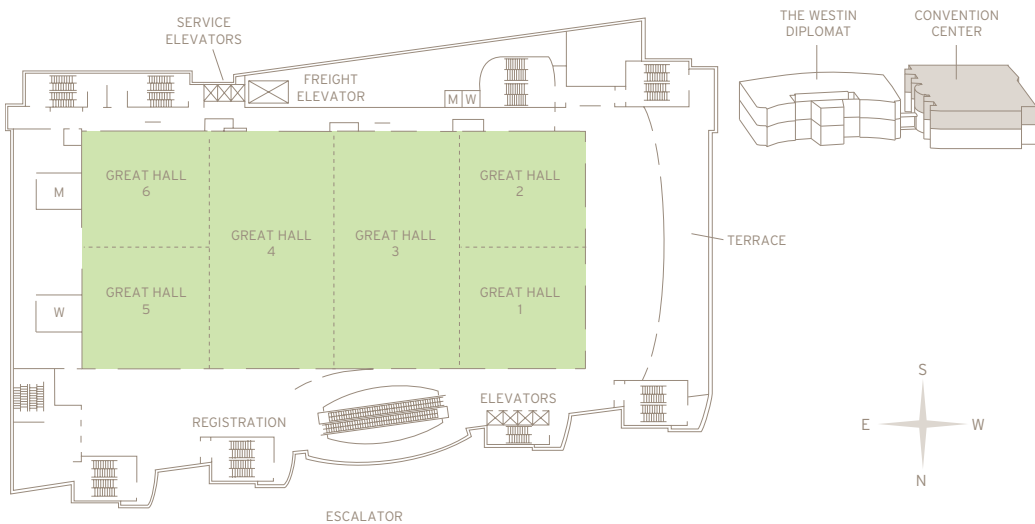 SERVICE
ELEVATORS
FREIGHT
ELEVATOR
M W
THE WESTIN
DIPLOMAT
CONVENTION
CENTER
M
GREAT HALL
6
GREAT HALL
2
GREAT HALL
4
GREAT HALL
3
TERRACE
W
GREAT HALL
5
GREAT HALL
1
REGISTRATION
ELEVATORS
ESCALATOR
S
E W
N